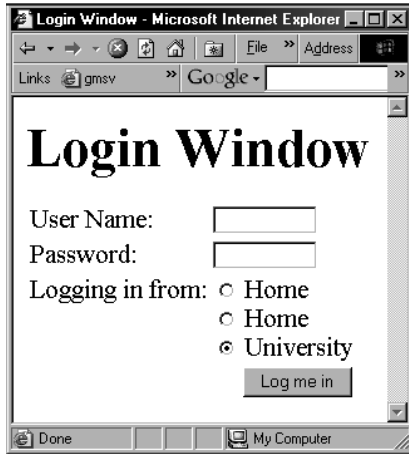 Login Window - Microsoft Internet Explorer
File » Address
Links gmsv » Google »
Login Window
User Name:
Password:
Logging in from: Home
Home
University
Log me in
Done My Computer